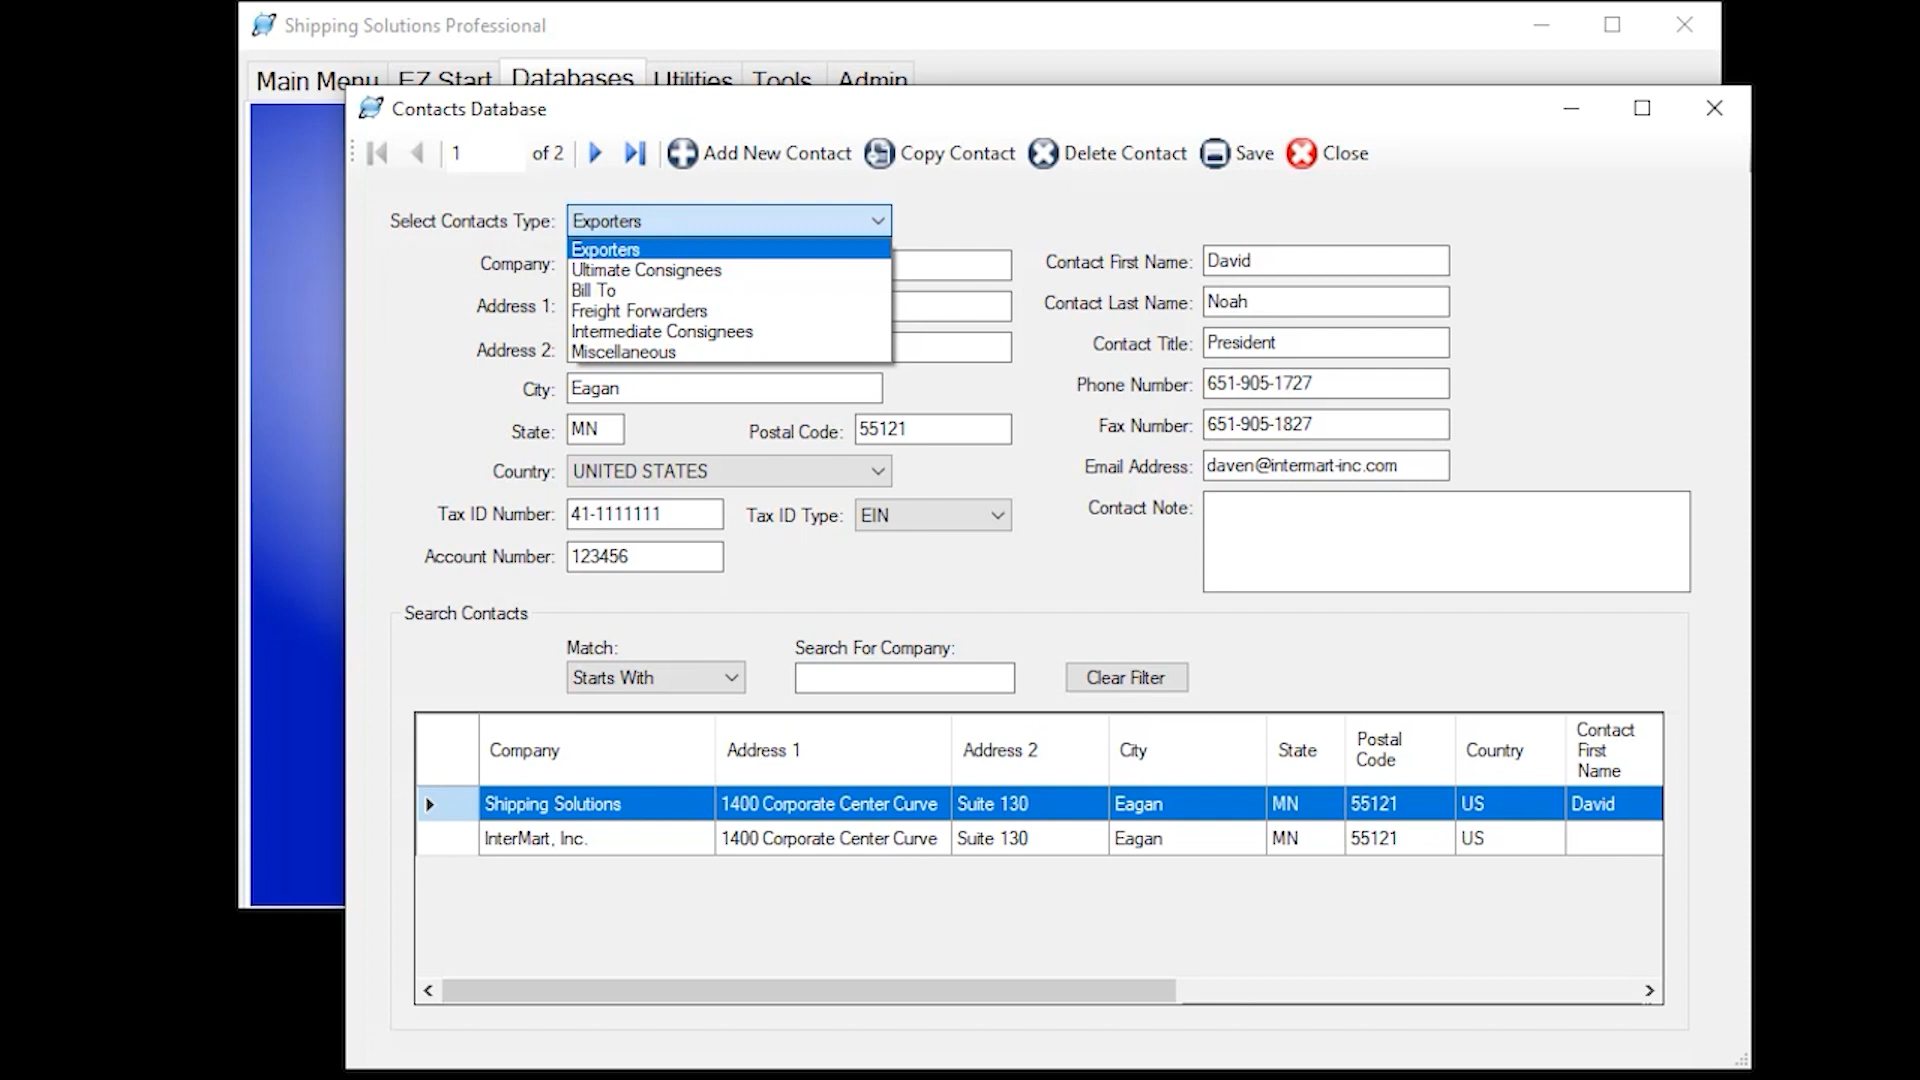 Shipping Solutions Professional
Main Menu EZ Start Databases Utilities Tools Admin
Contacts Database
1 of 2 Add New Contact Copy Contact Delete Contact Save Close
Select Contacts Type: Exporters
Exporters
Ultimate Consignees
Bill To
Freight Forwarders
Intermediate Consignees
Miscellaneous
Company:
Address 1:
Address 2:
City: Eagan
State: MN Postal Code: 55121
Country: UNITED STATES
Tax ID Number: 41-1111111 Tax ID Type: EIN
Account Number: 123456
Contact First Name: David
Contact Last Name: Noah
Contact Title: President
Phone Number: 651-905-1727
Fax Number: 651-905-1827
Email Address: daven@intermart-inc.com
Contact Note:
Search Contacts
Match: Search For Company:
Starts With Clear Filter
Company Address 1 Address 2 City State Postal Code Country Contact First Name
Shipping Solutions 1400 Corporate Center Curve Suite 130 Eagan MN 55121 US David
InterMart, Inc. 1400 Corporate Center Curve Suite 130 Eagan MN 55121 US